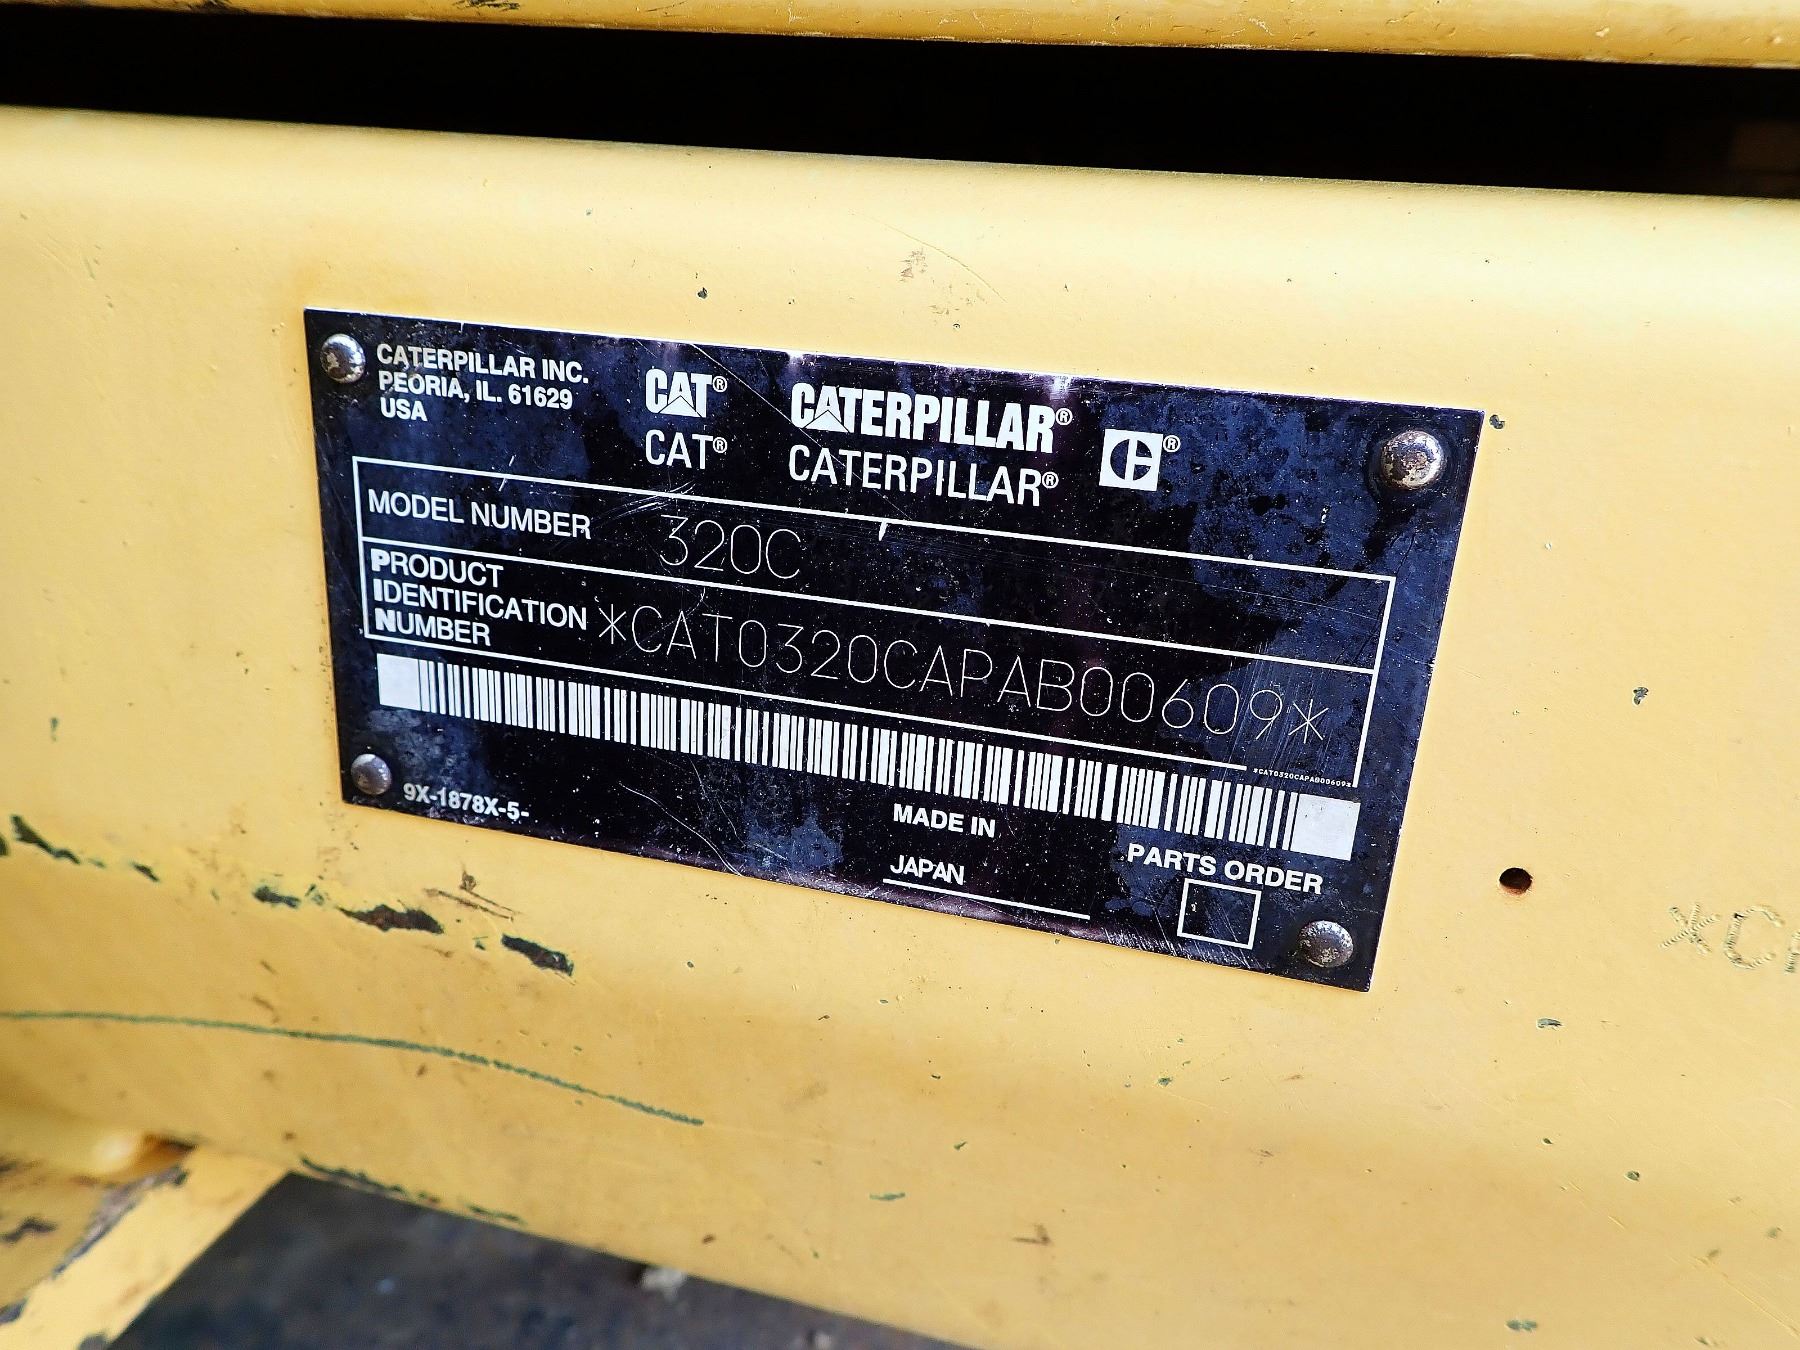 CATERPILLAR INC.
PEORIA, IL. 61629
USA
CAT® CATERPILLAR® C®
CAT® CATERPILLAR®
MODEL NUMBER 320C
PRODUCT
IDENTIFICATION
NUMBER
*CAT0320CAPAB00609*
*CAT0320CAPAB00609*
9X-1878X-5-
MADE IN
JAPAN
PARTS ORDER
*C